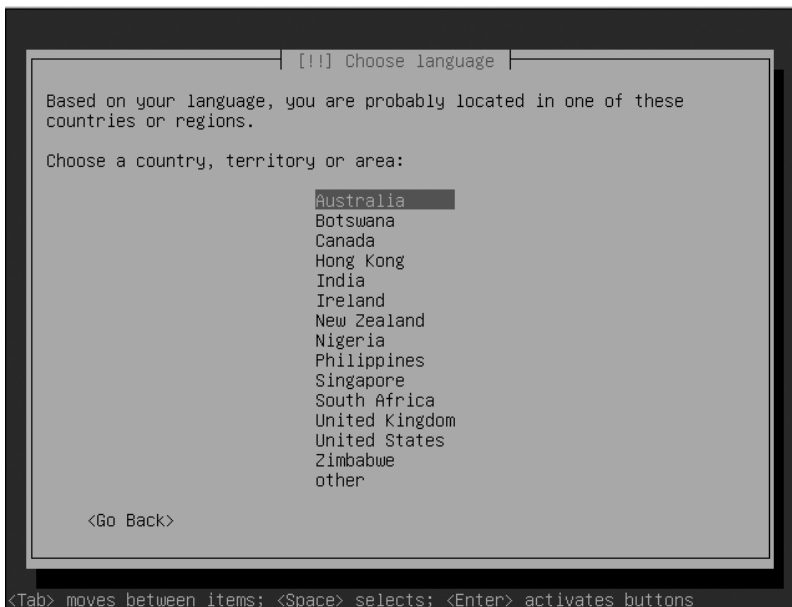 [!!] Choose language
Based on your language, you are probably located in one of these
countries or regions.
Choose a country, territory or area:
Australia
Botswana
Canada
Hong Kong
India
Ireland
New Zealand
Nigeria
Philippines
Singapore
South Africa
United Kingdom
United States
Zimbabwe
other
<Go Back>
<Tab> moves between items; <Space> selects; <Enter> activates buttons